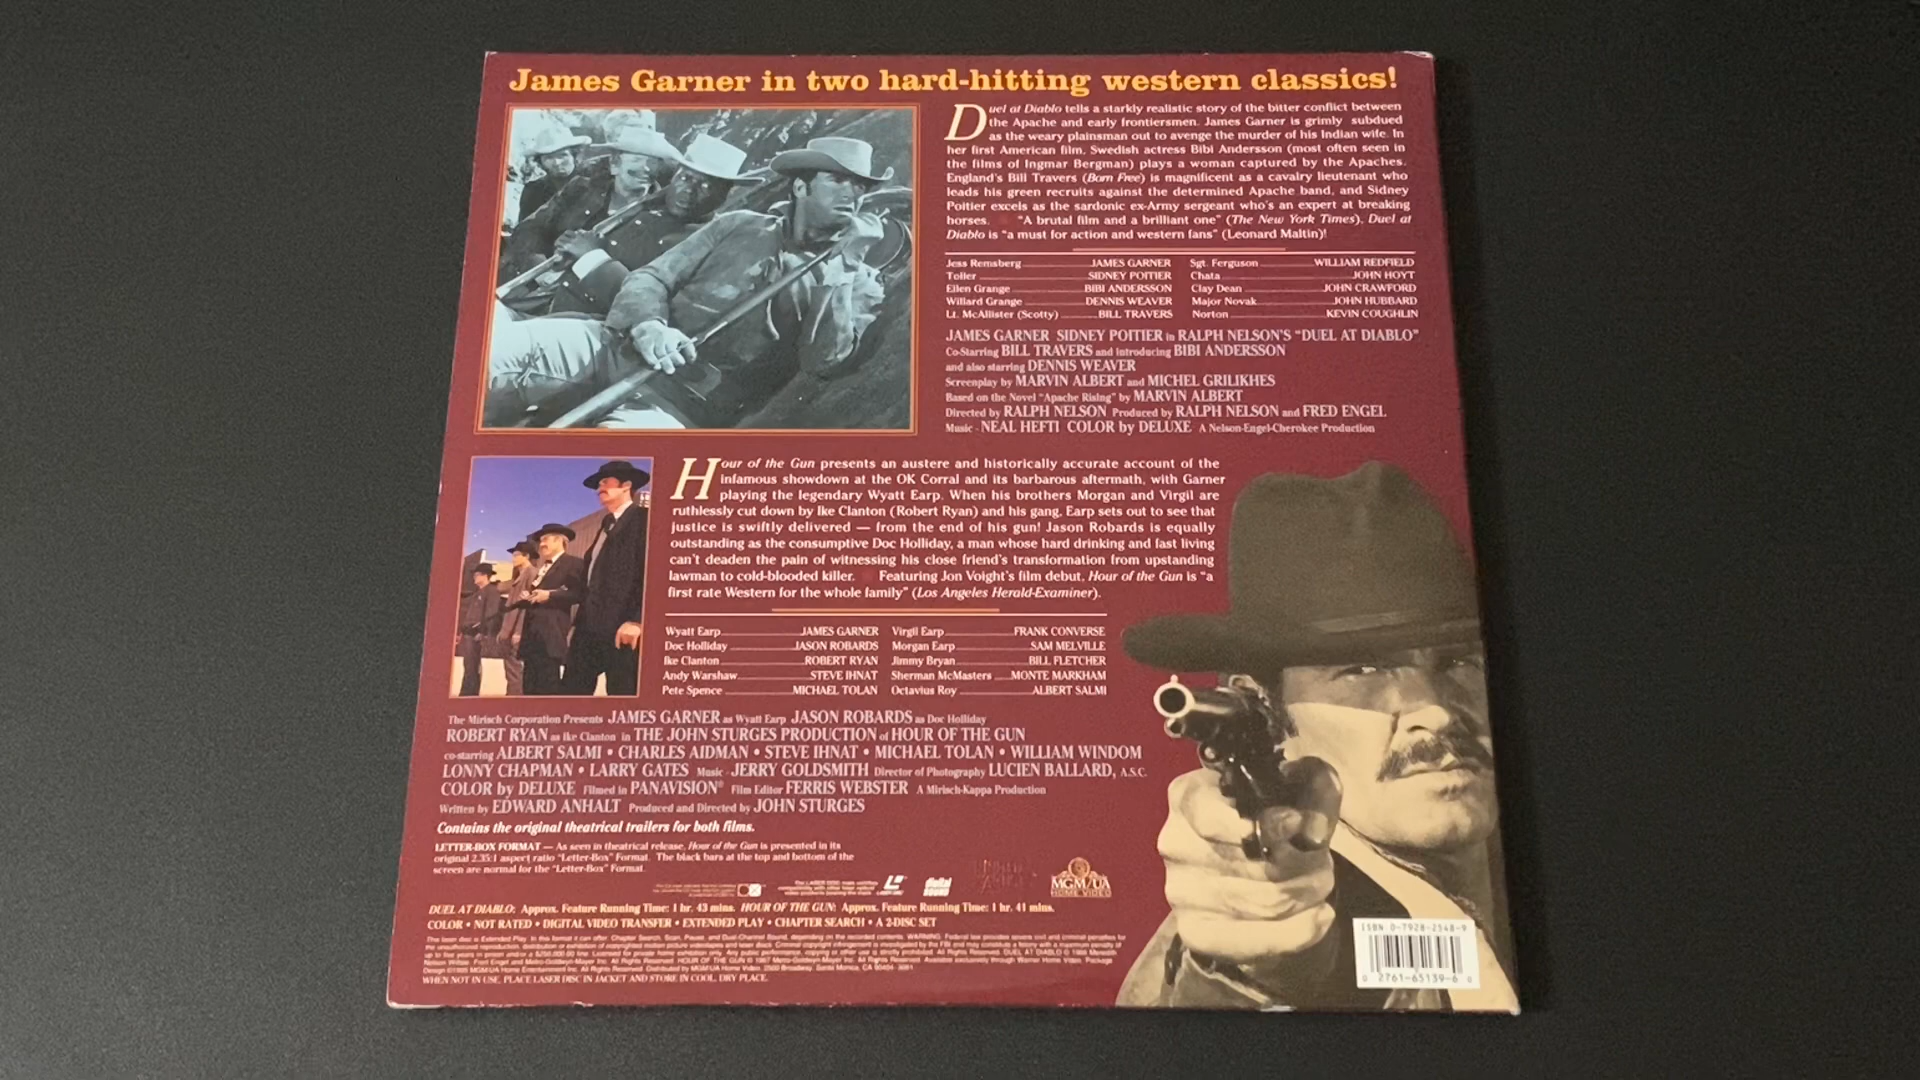 James Garner in two hard-hitting western classics!
Duel at Diablo tells a starkly realistic story of the bitter conflict between
the Apache and early frontiersmen. James Garner is grimly subdued
as the weary plainsman out to avenge the murder of his Indian wife. In
her first American film, Swedish actress Bibi Andersson (most often seen in
the films of Ingmar Bergman) plays a woman captured by the Apaches.
England's Bill Travers (Born Free) is magnificent as a cavalry lieutenant who
leads his green recruits against the determined Apache band, and Sidney
Poitier excels as the sardonic ex-Army sergeant who's an expert at breaking
horses. "A brutal film and a brilliant one" (The New York Times), Duel at
Diablo is "a must for action and western fans" (Leonard Maltin)!
Jess Remsberg JAMES GARNER Sgt. Ferguson WILLIAM REDFIELD
Toller SIDNEY POITIER Chata JOHN HOYT
Ellen Grange BIBI ANDERSSON Clay Dean JOHN CRAWFORD
Willard Grange DENNIS WEAVER Major Novak JOHN HUBBARD
Lt. McAllister (Scotty) BILL TRAVERS Norton KEVIN COUGHLIN
JAMES GARNER SIDNEY POITIER in RALPH NELSON'S "DUEL AT DIABLO"
Co-Starring BILL TRAVERS and introducing BIBI ANDERSSON
and also starring DENNIS WEAVER
Screenplay by MARVIN ALBERT and MICHEL GRILIKHES
Based on the Novel "Apache Rising" by MARVIN ALBERT
Directed by RALPH NELSON Produced by RALPH NELSON and FRED ENGEL
Music - NEAL HEFTI COLOR by DELUXE A Nelson-Engel-Cherokee Production
Hour of the Gun presents an austere and historically accurate account of the
infamous showdown at the OK Corral and its barbarous aftermath, with Garner
playing the legendary Wyatt Earp. When his brothers Morgan and Virgil are
ruthlessly cut down by Ike Clanton (Robert Ryan) and his gang, Earp sets out to see that
justice is swiftly delivered — from the end of his gun! Jason Robards is equally
outstanding as the consumptive Doc Holliday, a man whose hard drinking and fast living
can't deaden the pain of witnessing his close friend's transformation from upstanding
lawman to cold-blooded killer. Featuring Jon Voight's film debut, Hour of the Gun is "a
first rate Western for the whole family" (Los Angeles Herald-Examiner).
Wyatt Earp JAMES GARNER Virgil Earp FRANK CONVERSE
Doc Holliday JASON ROBARDS Morgan Earp SAM MELVILLE
Ike Clanton ROBERT RYAN Jimmy Bryan BILL FLETCHER
Andy Warshaw STEVE IHNAT Sherman McMasters MONTE MARKHAM
Pete Spence MICHAEL TOLAN Octavius Roy ALBERT SALMI
The Mirisch Corporation Presents JAMES GARNER as Wyatt Earp JASON ROBARDS as Doc Holliday
ROBERT RYAN as Ike Clanton in THE JOHN STURGES PRODUCTION of HOUR OF THE GUN
co-starring ALBERT SALMI • CHARLES AIDMAN • STEVE IHNAT • MICHAEL TOLAN • WILLIAM WINDOM
LONNY CHAPMAN • LARRY GATES Music - JERRY GOLDSMITH Director of Photography LUCIEN BALLARD, A.S.C.
COLOR by DELUXE Filmed in PANAVISION® Film Editor FERRIS WEBSTER A Mirisch-Kappa Production
Written by EDWARD ANHALT Produced and Directed by JOHN STURGES
Contains the original theatrical trailers for both films.
LETTER-BOX FORMAT — As seen in theatrical release, Hour of the Gun is presented in its
original 2.35:1 aspect ratio "Letter-Box" Format. The black bars at the top and bottom of the
screen are normal for the "Letter-Box" Format.
digital sound
MGM/UA
HOME VIDEO
DUEL AT DIABLO: Approx. Feature Running Time: 1 hr. 43 mins. HOUR OF THE GUN: Approx. Feature Running Time: 1 hr. 41 mins.
COLOR • NOT RATED • DIGITAL VIDEO TRANSFER • EXTENDED PLAY • CHAPTER SEARCH • A 2-DISC SET
WHEN NOT IN USE, PLACE LASER DISC IN JACKET AND STORE IN COOL, DRY PLACE.
ISBN 0-7928-2548-9
0 2761-65139-6 0